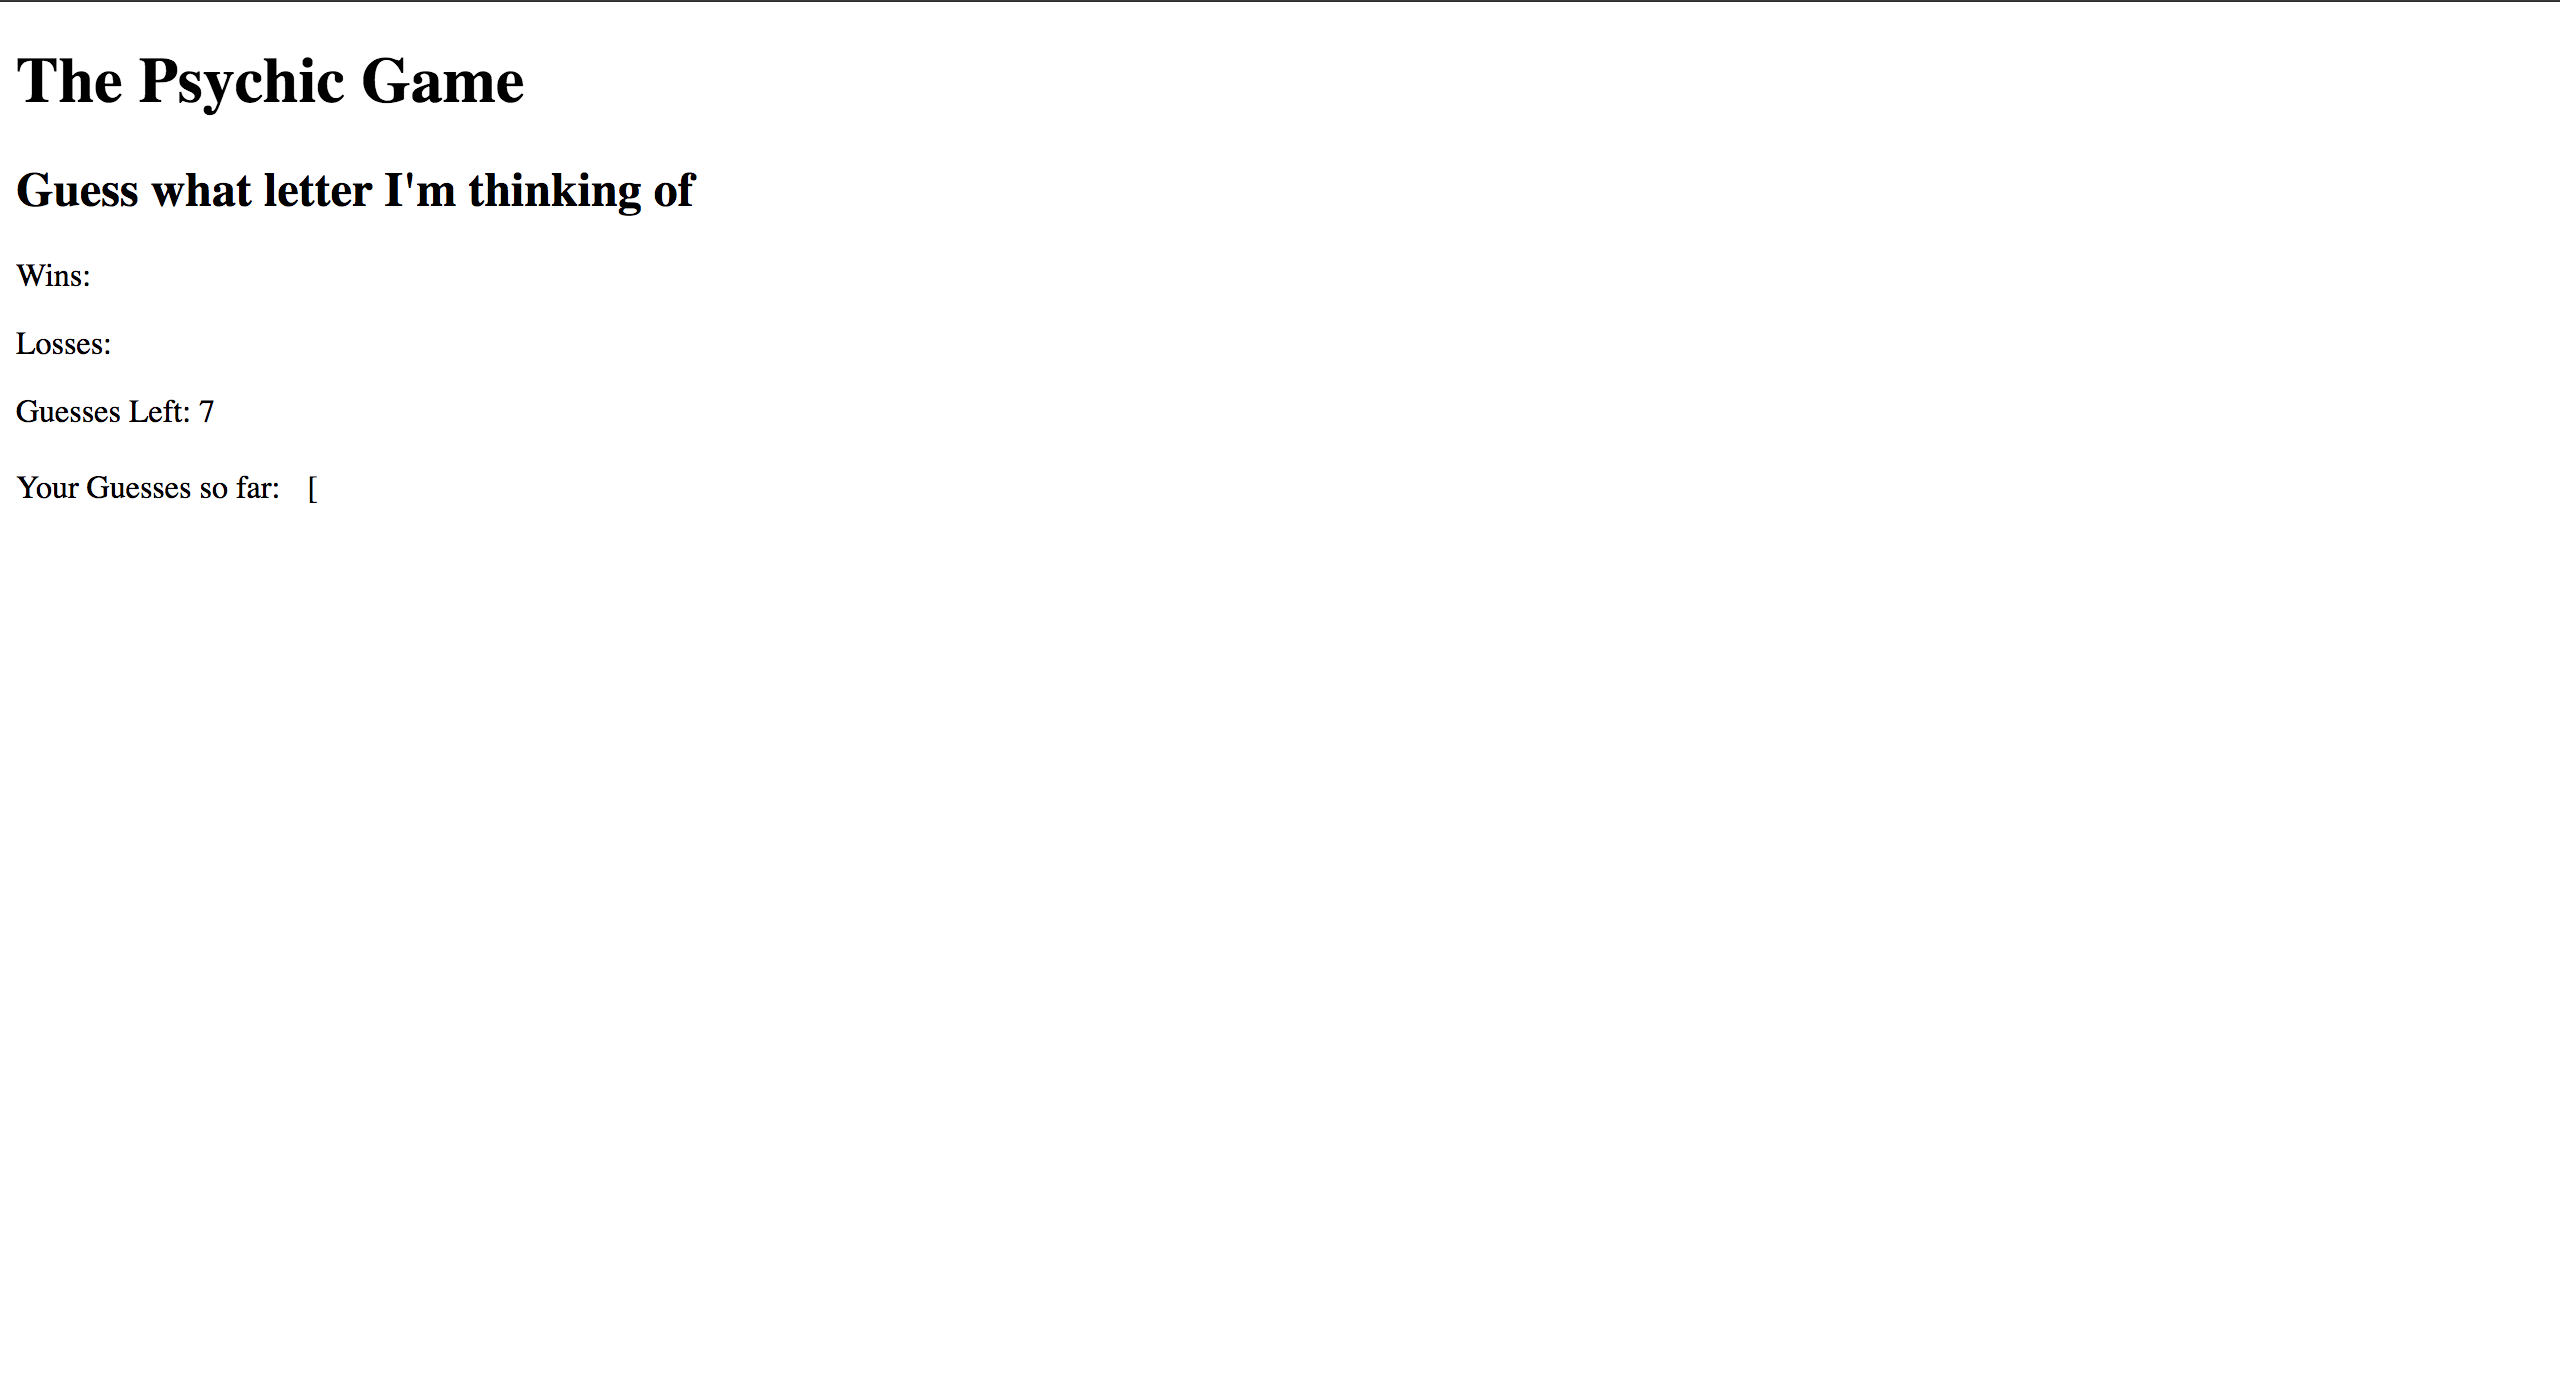 The Psychic Game
Guess what letter I'm thinking of
Wins:
Losses:
Guesses Left: 7
Your Guesses so far: [